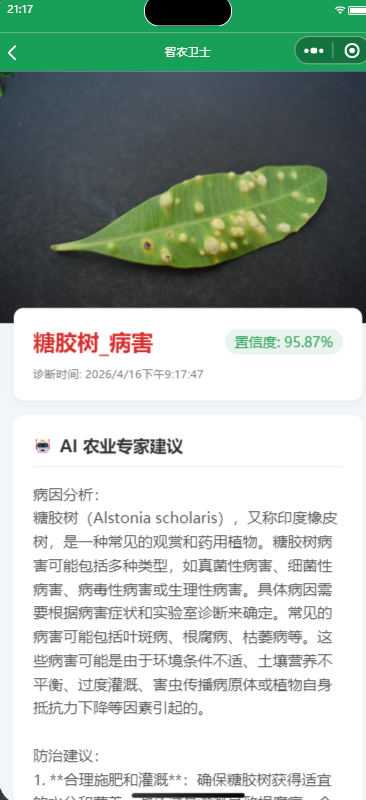 21:17
智农卫士
糖胶树_病害
置信度: 95.87%
诊断时间: 2026/4/16下午9:17:47
AI 农业专家建议
病因分析:
糖胶树（Alstonia scholaris），又称印度橡皮
树，是一种常见的观赏和药用植物。糖胶树病
害可能包括多种类型，如真菌性病害、细菌性
病害、病毒性病害或生理性病害。具体病因需
要根据病害症状和实验室诊断来确定。常见的
病害可能包括叶斑病、根腐病、枯萎病等。这
些病害可能是由于环境条件不适、土壤营养不
平衡、过度灌溉、害虫传播病原体或植物自身
抵抗力下降等因素引起的。
防治建议:
1. **合理施肥和灌溉**：确保糖胶树获得适宜